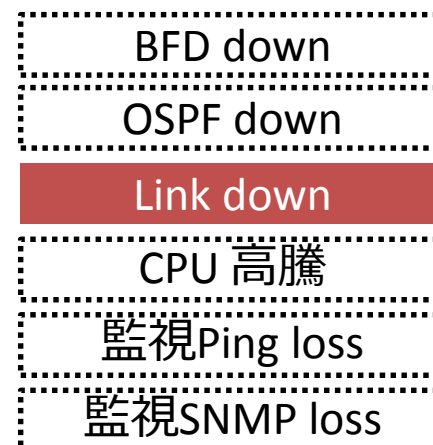 BFD down
OSPF down
Link down
CPU 高騰
監視Ping loss
監視SNMP loss